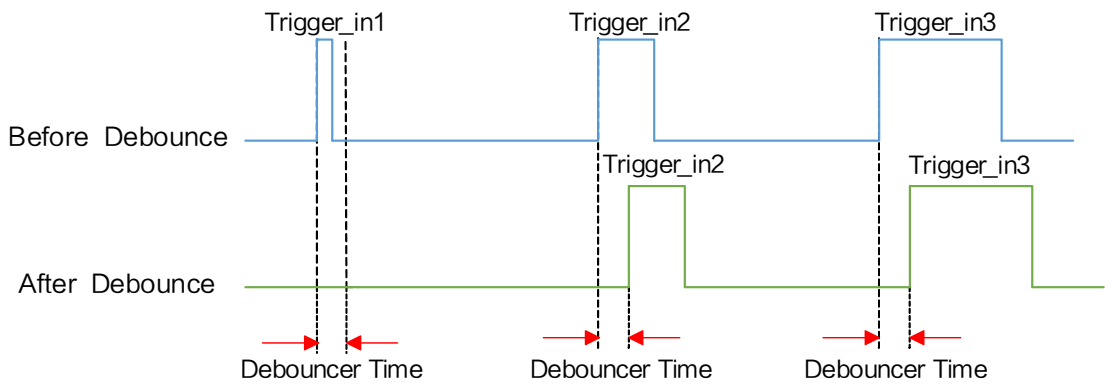 Trigger_in1 Trigger_in2 Trigger_in3
Before Debounce
Trigger_in2 Trigger_in3
After Debounce
Debouncer Time Debouncer Time Debouncer Time